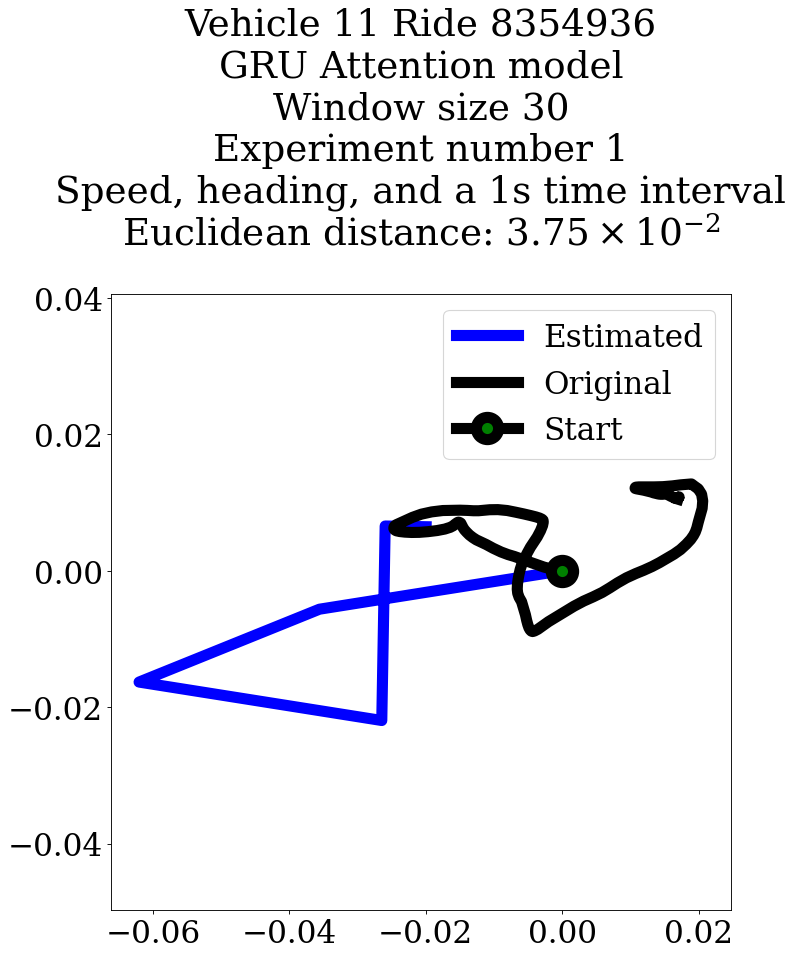 Vehicle 11 Ride 8354936
GRU Attention model
Window size 30
Experiment number 1
Speed, heading, and a 1s time interval
Euclidean distance: 3.75 × 10⁻²
0.04
0.02
0.00
−0.02
−0.04
Estimated
Original
Start
−0.06
−0.04
−0.02
0.00
0.02